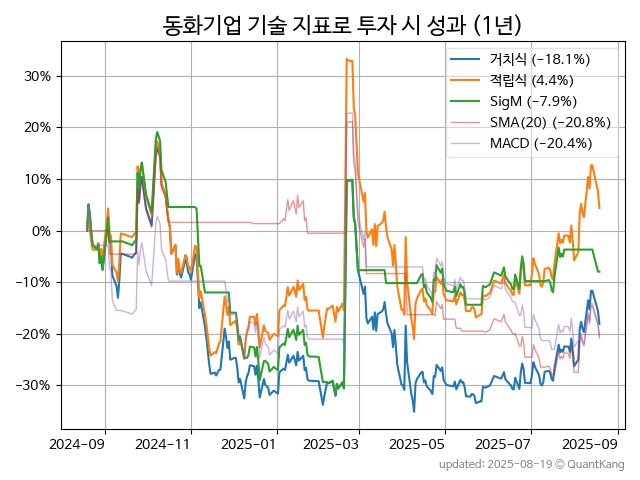 동화기업 기술 지표로 투자 시 성과 (1년)
거치식 (−18.1%)
적립식 (4.4%)
SigM (−7.9%)
SMA(20) (−20.8%)
MACD (−20.4%)
30%
20%
10%
0%
−10%
−20%
−30%
2024-09 2024-11 2025-01 2025-03 2025-05 2025-07 2025-09
updated: 2025-08-19 © QuantKang